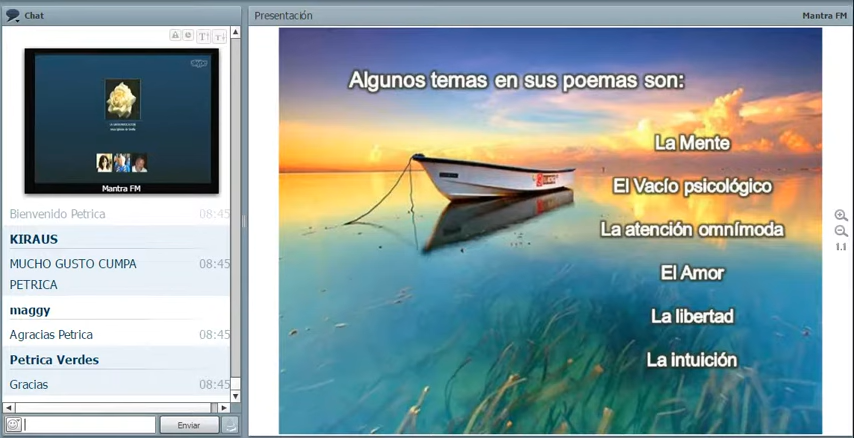 Chat
Mantra FM
Bienvenido Petrica 08:45
KIRAUS
MUCHO GUSTO CUMPA 08:45
PETRICA
maggy
Agracias Petrica 08:45
Petrica Verdes
Gracias 08:45
Enviar
Presentación
Mantra FM
Algunos temas en sus poemas son:
La Mente
El Vacío psicológico
La atención omnímoda
El Amor
La libertad
La intuición
1.1